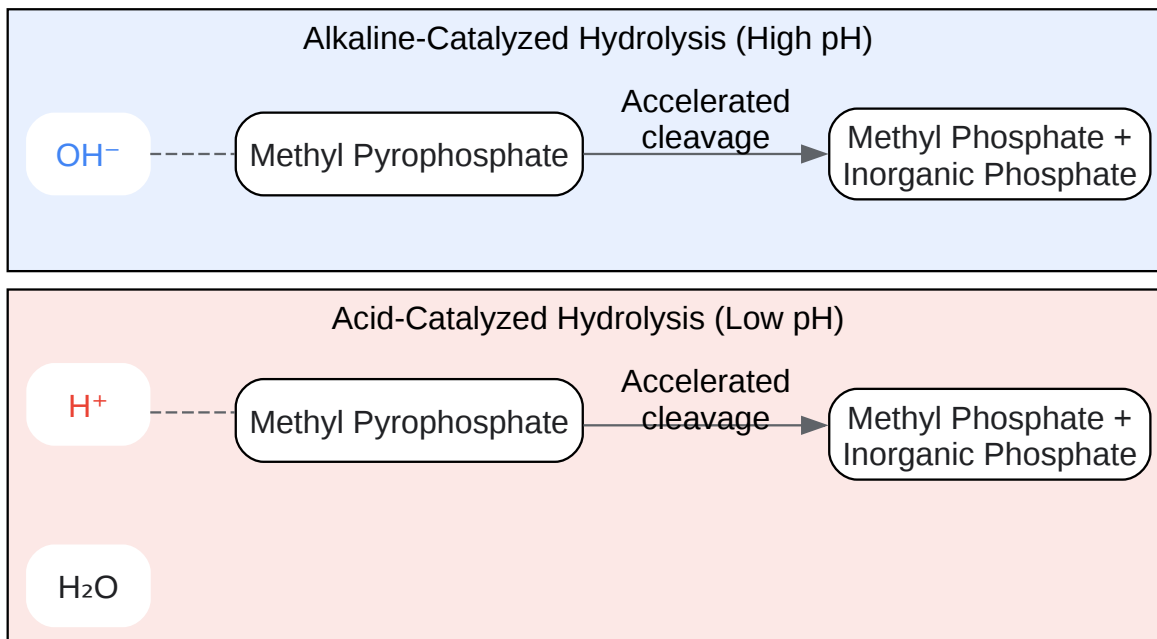 Alkaline-Catalyzed Hydrolysis (High pH)
OH⁻
Methyl Pyrophosphate
Accelerated
cleavage
Methyl Phosphate +
Inorganic Phosphate
Acid-Catalyzed Hydrolysis (Low pH)
H⁺
Methyl Pyrophosphate
Accelerated
cleavage
Methyl Phosphate +
Inorganic Phosphate
H₂O